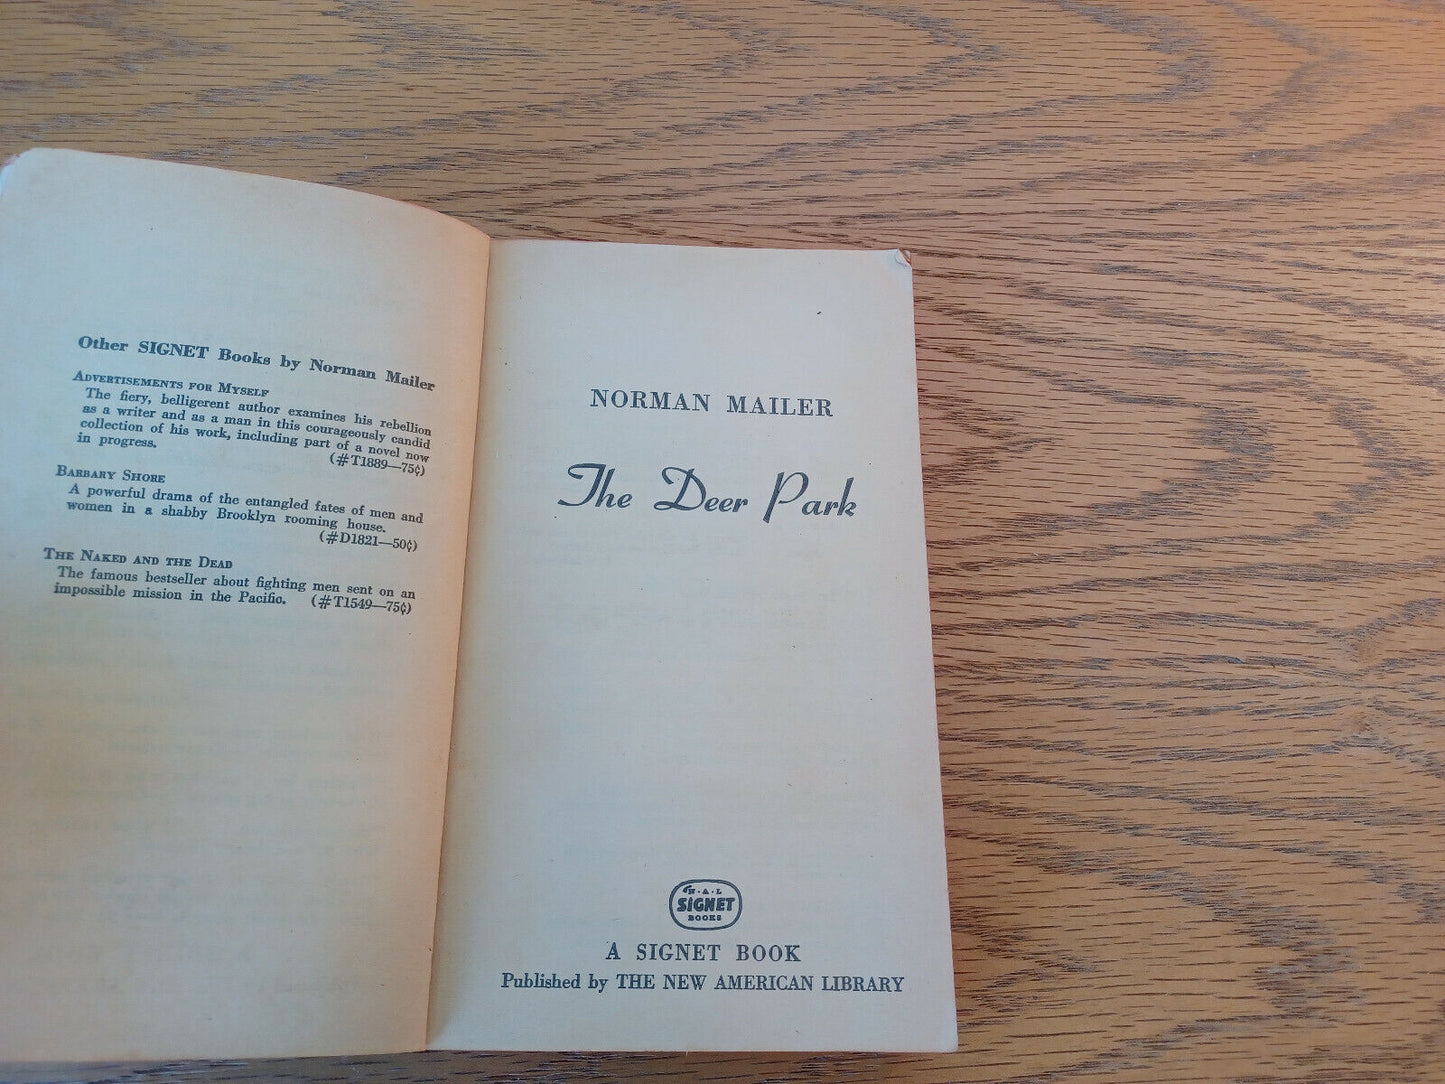 Other SIGNET Books by Norman Mailer
ADVERTISEMENTS FOR MYSELF
The fiery, belligerent author examines his rebellion
as a writer and as a man in this courageously candid
collection of his work, including part of a novel now
in progress. (#T1889—75¢)
BARBARY SHORE
A powerful drama of the entangled fates of men and
women in a shabby Brooklyn rooming house.
(#D1821—50¢)
THE NAKED AND THE DEAD
The famous bestseller about fighting men sent on an
impossible mission in the Pacific. (#T1549—75¢)
NORMAN MAILER
The Deer Park
N·A·L
SIGNET
BOOKS
A SIGNET BOOK
Published by THE NEW AMERICAN LIBRARY